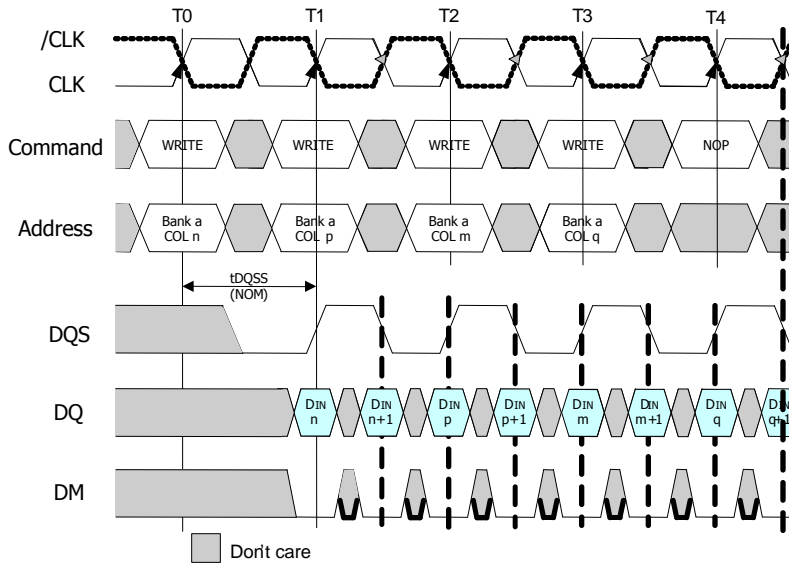 T0 T1 T2 T3 T4
/CLK
CLK
Command WRITE WRITE WRITE WRITE NOP
Address
Bank a Bank a Bank a Bank a
COL n COL p COL m COL q
tDQSS
(NOM)
DQS
DQ
DIN DIN DIN DIN DIN DIN DIN DIN
n n+1 p p+1 m m+1 q q+1
DM
Don't care